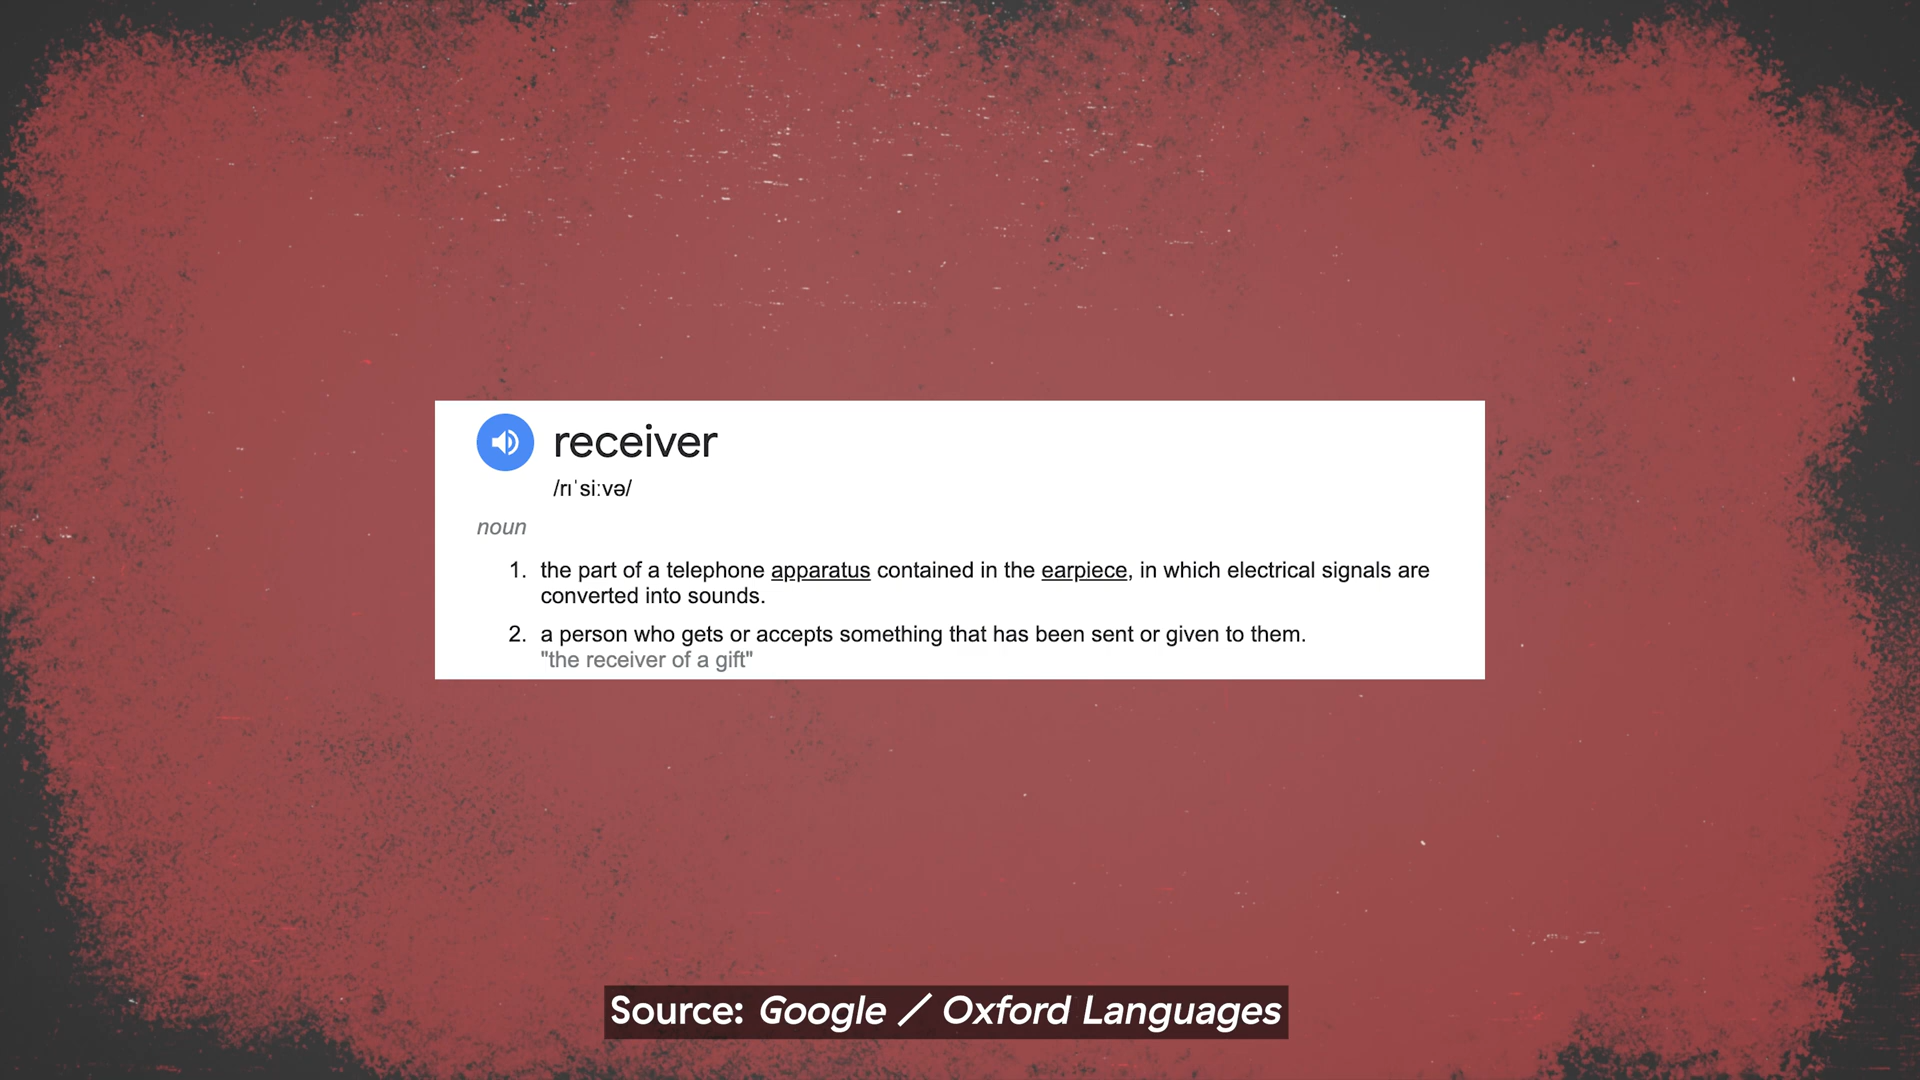 receiver
/rɪˈsiːvə/
noun
1. the part of a telephone apparatus contained in the earpiece, in which electrical signals are
converted into sounds.
2. a person who gets or accepts something that has been sent or given to them.
"the receiver of a gift"
Source: Google / Oxford Languages